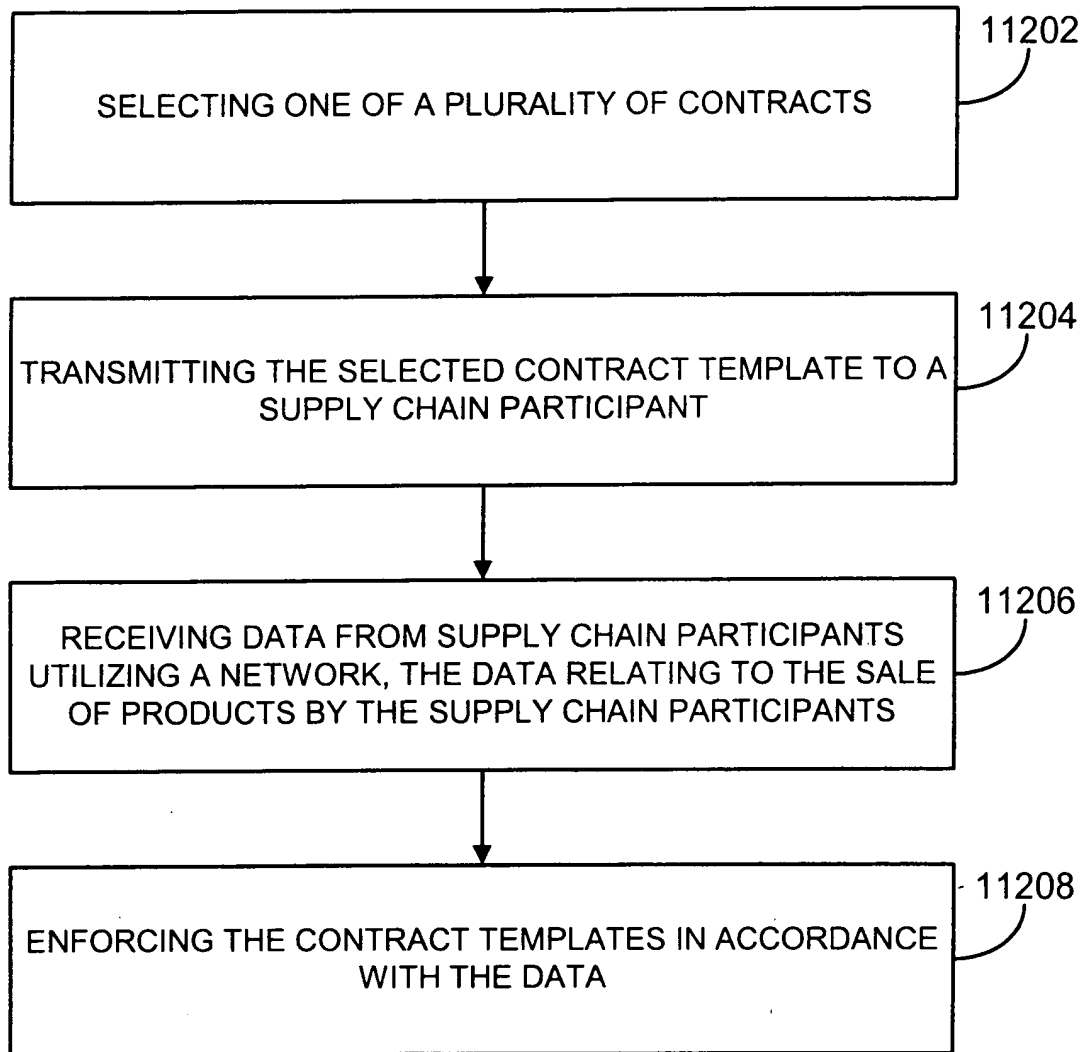 11202
SELECTING ONE OF A PLURALITY OF CONTRACTS
11204
TRANSMITTING THE SELECTED CONTRACT TEMPLATE TO A
SUPPLY CHAIN PARTICIPANT
11206
RECEIVING DATA FROM SUPPLY CHAIN PARTICIPANTS
UTILIZING A NETWORK, THE DATA RELATING TO THE SALE
OF PRODUCTS BY THE SUPPLY CHAIN PARTICIPANTS
11208
ENFORCING THE CONTRACT TEMPLATES IN ACCORDANCE
WITH THE DATA